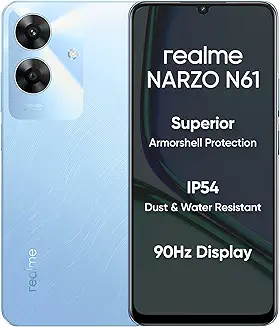 realme
NARZO N61
Superior
Armorshell Protection
IP54
Dust & Water Resistant
90Hz Display
realme